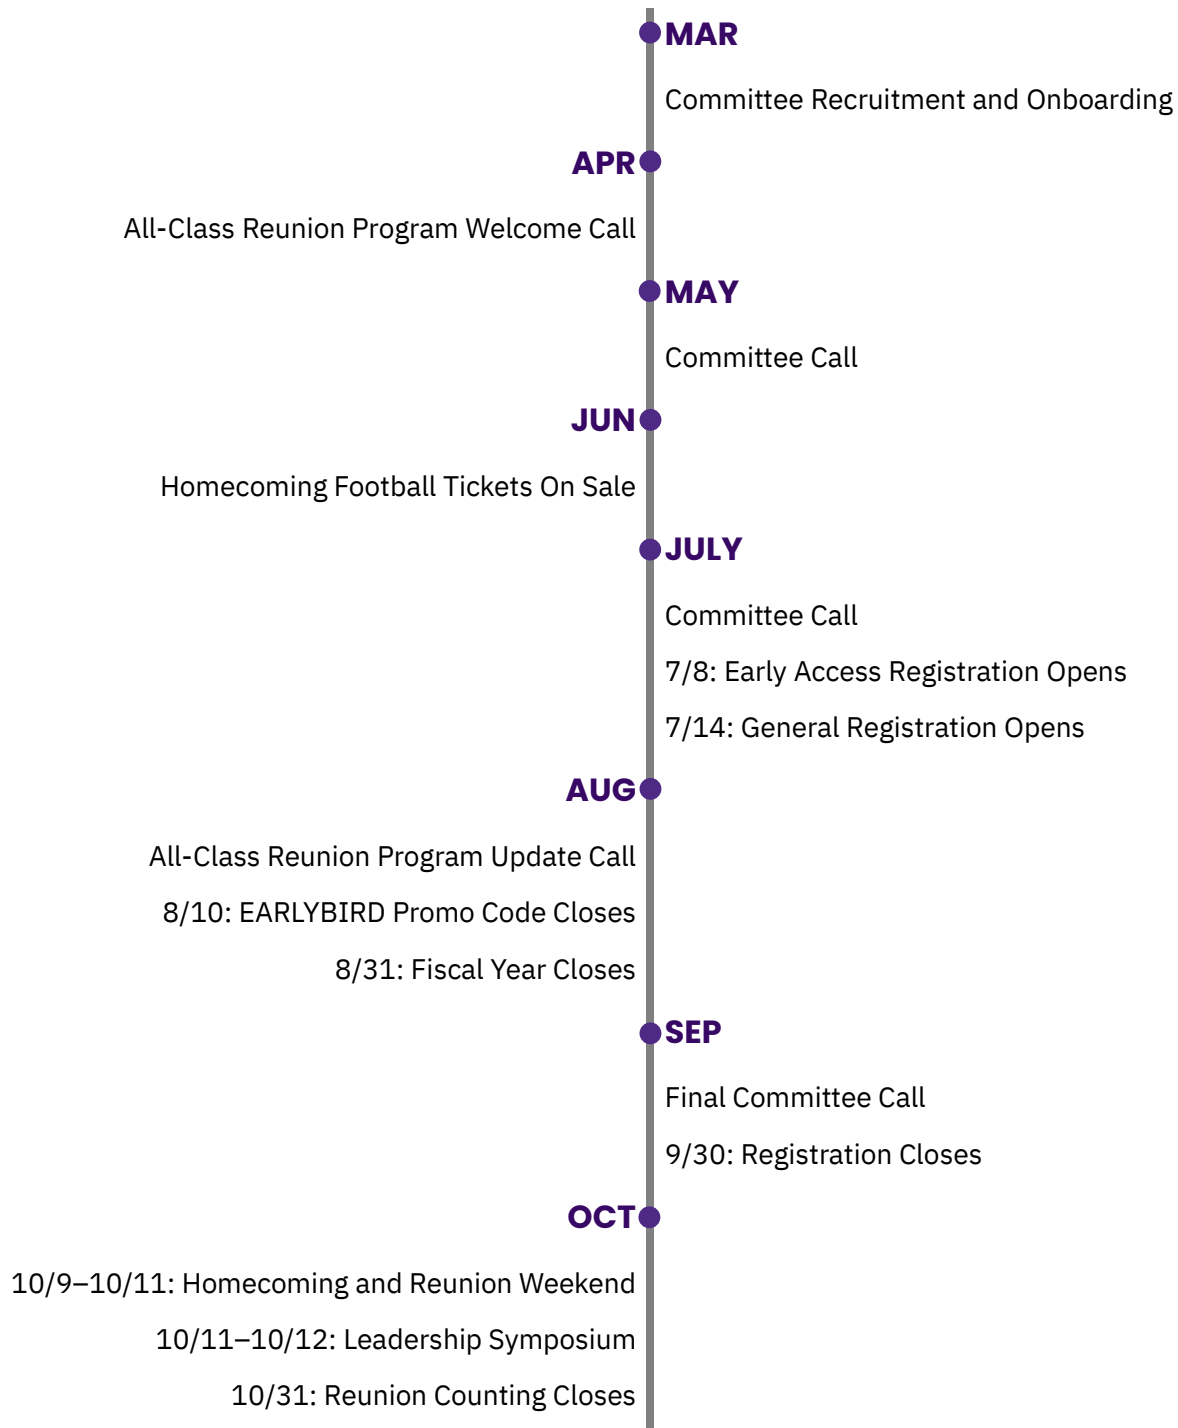 MAR
Committee Recruitment and Onboarding
APR
All-Class Reunion Program Welcome Call
MAY
Committee Call
JUN
Homecoming Football Tickets On Sale
JULY
Committee Call
7/8: Early Access Registration Opens
7/14: General Registration Opens
AUG
All-Class Reunion Program Update Call
8/10: EARLYBIRD Promo Code Closes
8/31: Fiscal Year Closes
SEP
Final Committee Call
9/30: Registration Closes
OCT
10/9–10/11: Homecoming and Reunion Weekend
10/11–10/12: Leadership Symposium
10/31: Reunion Counting Closes